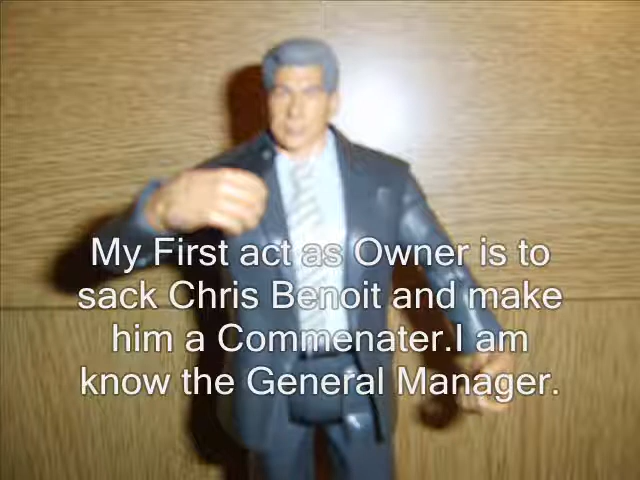 My First act as Owner is to
sack Chris Benoit and make
him a Commenater.I am
know the General Manager.